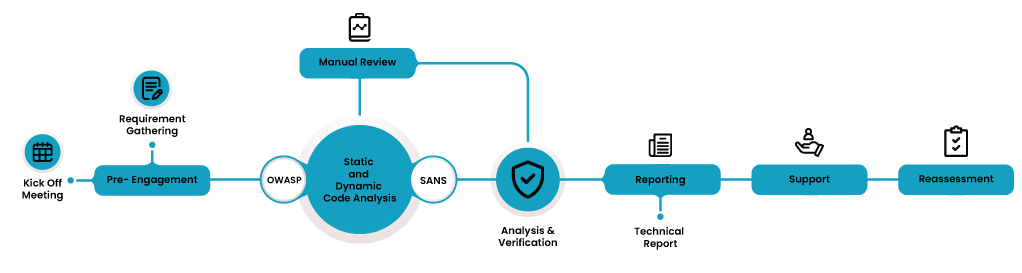 Kick Off
Meeting
Requirement
Gathering
Pre- Engagement
Manual Review
OWASP
Static
and
Dynamic
Code Analysis
SANS
Analysis &
Verification
Reporting
Technical
Report
Support
Reassessment